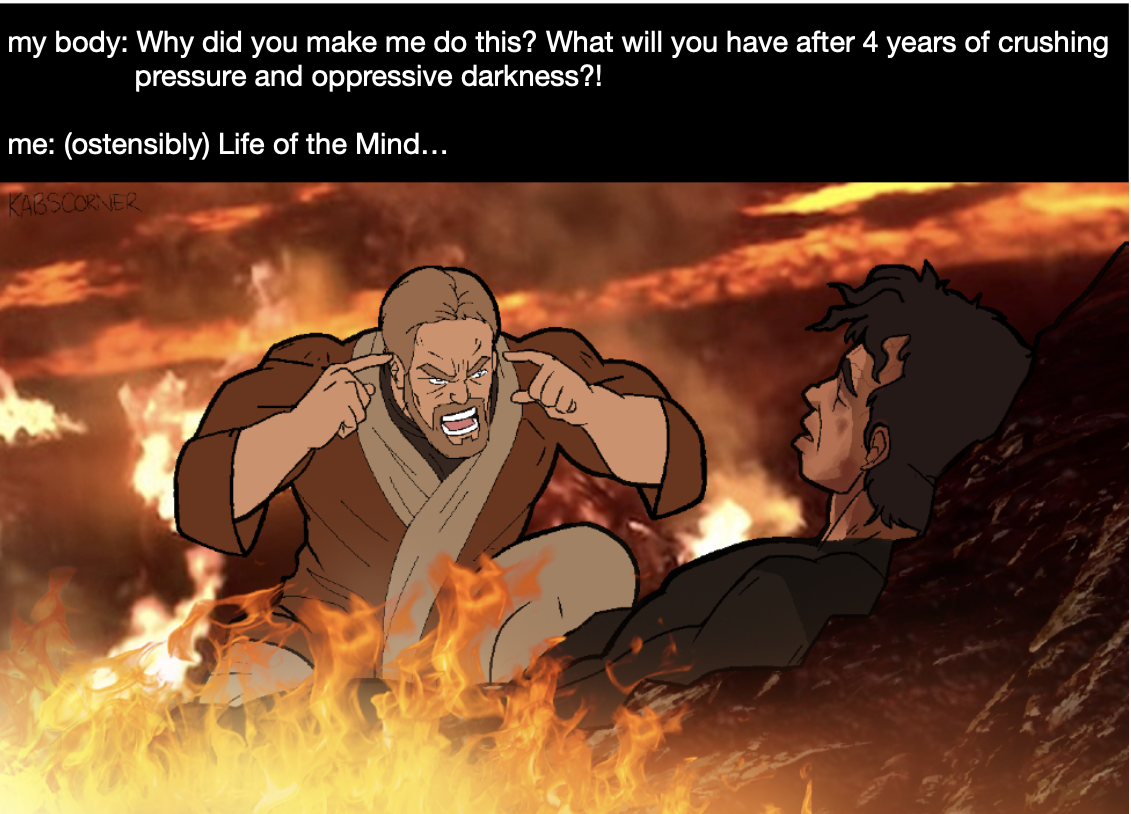 my body: Why did you make me do this? What will you have after 4 years of crushing
pressure and oppressive darkness?!
me: (ostensibly) Life of the Mind...
KABSCORNER